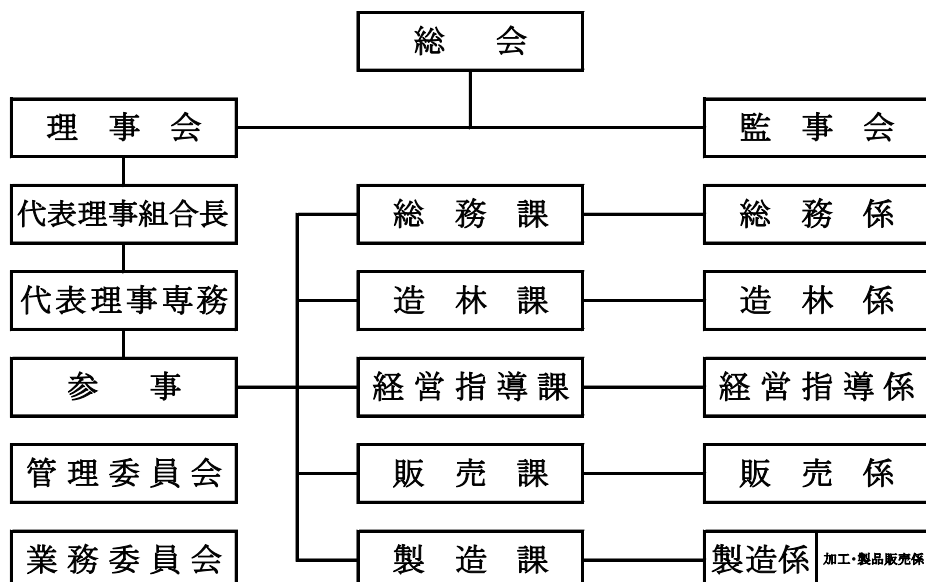 総会
理事会
監事会
代表理事組合長
総務課
総務係
代表理事専務
造林課
造林係
参事
経営指導課
経営指導係
管理委員会
販売課
販売係
業務委員会
製造課
製造係
加工・製品販売係